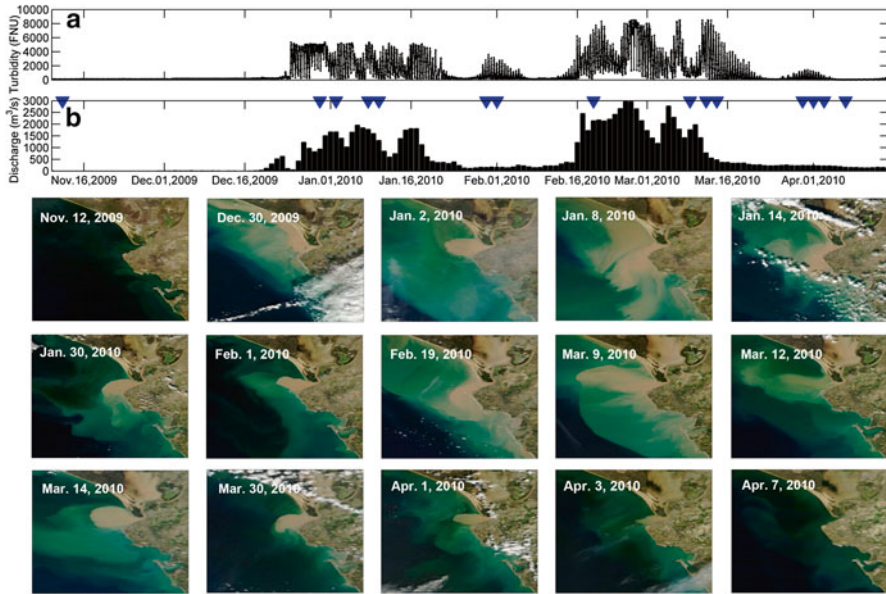 a
Turbidity (FNU)
10000
8000
6000
4000
2000
0
b
Discharge (m³/s)
3000
2500
2000
1500
1000
500
0
Nov.16,2009 Dec.01,2009 Dec.16,2009 Jan.01,2010 Jan.16,2010 Feb.01,2010 Feb.16,2010 Mar.01,2010 Mar.16,2010 Apr.01,2010
Nov. 12, 2009 Dec. 30, 2009 Jan. 2, 2010 Jan. 8, 2010 Jan. 14, 2010
Jan. 30, 2010 Feb. 1, 2010 Feb. 19, 2010 Mar. 9, 2010 Mar. 12, 2010
Mar. 14, 2010 Mar. 30, 2010 Apr. 1, 2010 Apr. 3, 2010 Apr. 7, 2010